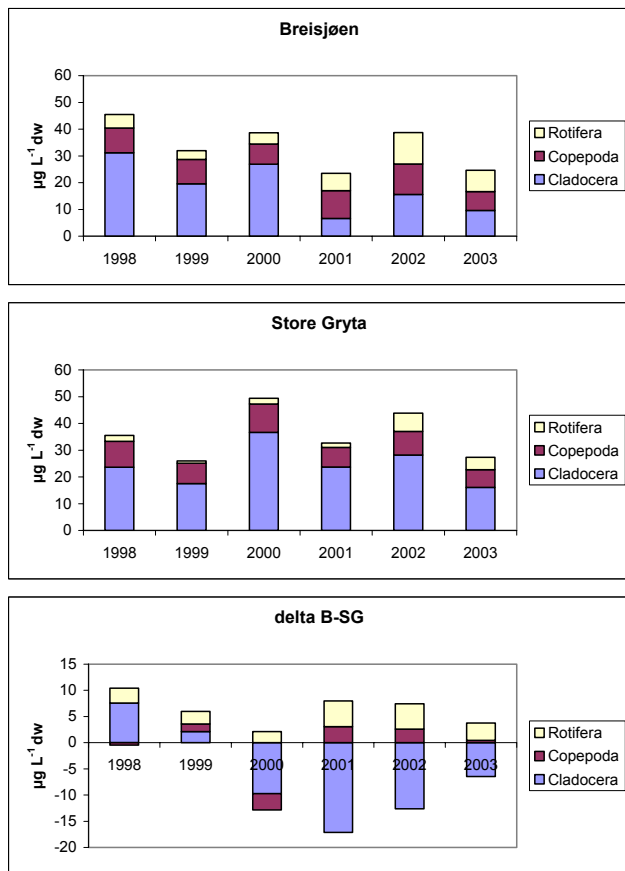 Breisjøen
60
50
40
30
20
10
0
µg L⁻¹ dw
1998 1999 2000 2001 2002 2003
Rotifera
Copepoda
Cladocera
Store Gryta
60
50
40
30
20
10
0
µg L⁻¹ dw
1998 1999 2000 2001 2002 2003
Rotifera
Copepoda
Cladocera
delta B-SG
15
10
5
0
-5
-10
-15
-20
µg L⁻¹ dw
1998 1999 2000 2001 2002 2003
Rotifera
Copepoda
Cladocera